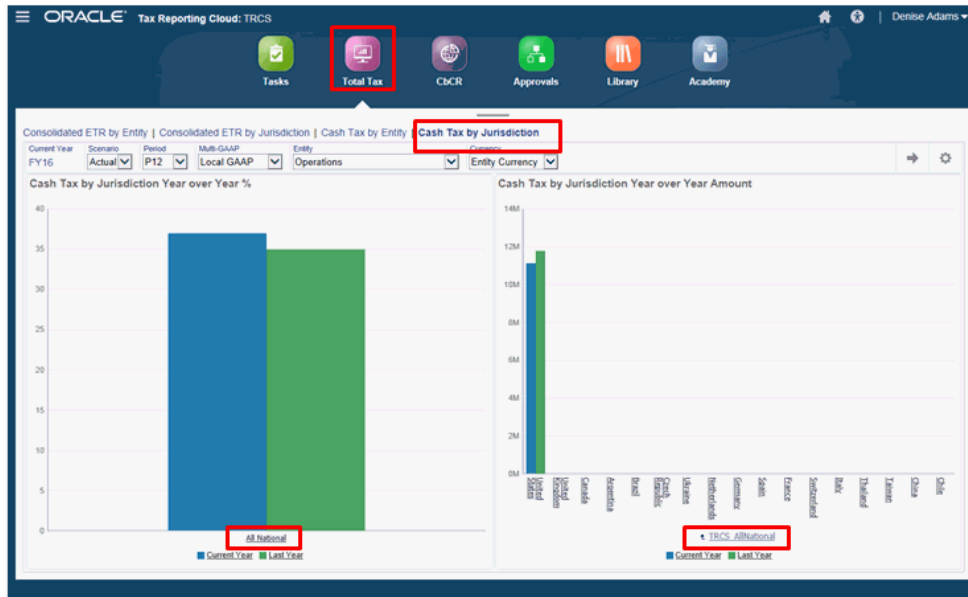 ORACLE Tax Reporting Cloud: TRCS Denise Adams
Tasks Total Tax CbCR Approvals Library Academy
Consolidated ETR by Entity | Consolidated ETR by Jurisdiction | Cash Tax by Entity | Cash Tax by Jurisdiction
Current Year Scenario Period Multi-GAAP Entity Currency
FY16 Actual P12 Local GAAP Operations Entity Currency
Cash Tax by Jurisdiction Year over Year %
40
35
30
25
20
15
10
5
0
All National
Current Year Last Year
Cash Tax by Jurisdiction Year over Year Amount
14M
12M
10M
8M
6M
4M
2M
0M
United States
United Kingdom
Canada
Argentina
Brazil
Czech Republic
Ukraine
Netherlands
Germany
Spain
France
Switzerland
Italy
Thailand
Taiwan
China
Chile
TRCS_AllNational
Current Year Last Year